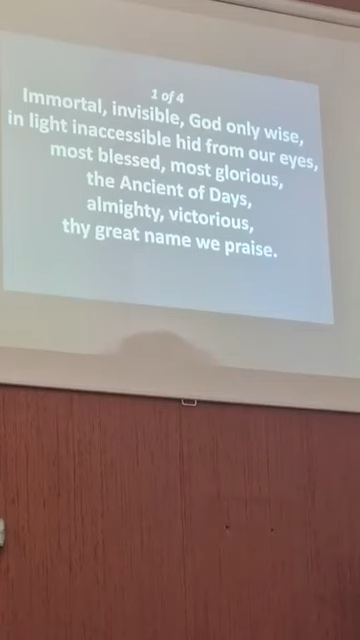 1 of 4
Immortal, invisible, God only wise,
in light inaccessible hid from our eyes,
most blessed, most glorious,
the Ancient of Days,
almighty, victorious,
thy great name we praise.